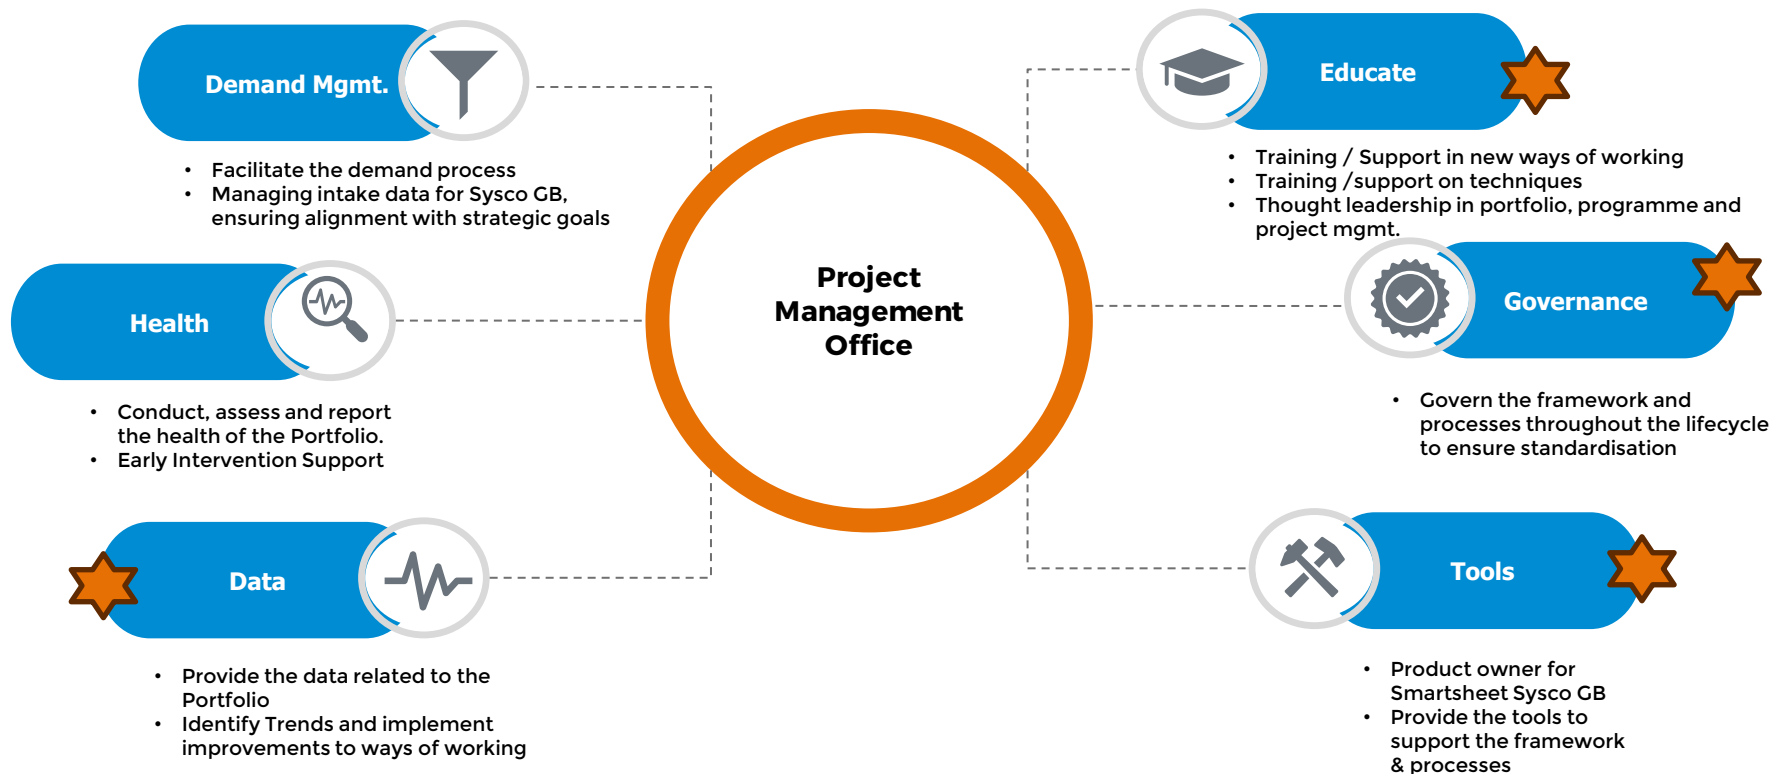 Demand Mgmt.
• Facilitate the demand process
• Managing intake data for Sysco GB,
ensuring alignment with strategic goals
Health
• Conduct, assess and report
the health of the Portfolio.
• Early Intervention Support
Data
• Provide the data related to the
Portfolio
• Identify Trends and implement
improvements to ways of working
Project
Management
Office
Educate
• Training / Support in new ways of working
• Training /support on techniques
• Thought leadership in portfolio, programme and
project mgmt.
Governance
• Govern the framework and
processes throughout the lifecycle
to ensure standardisation
Tools
• Product owner for
Smartsheet Sysco GB
• Provide the tools to
support the framework
& processes